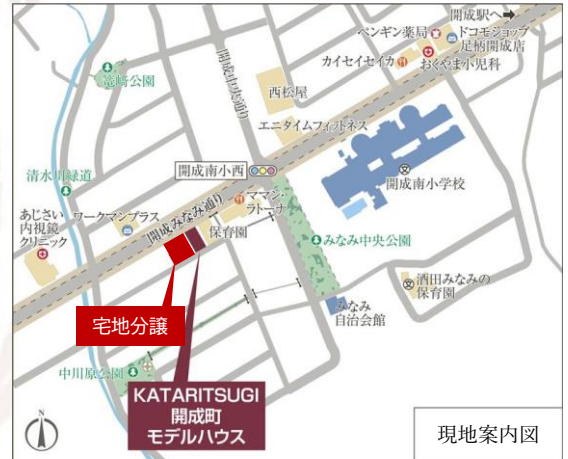 開成駅へ
ペンギン薬局
ドコモショップ
足柄開成店
カイセイセイカ
おくやま小児科
竜崎公園
開成中央通り
西松屋
エニタイムフィットネス
開成南小西
清水川緑道
開成南小学校
開成みなみ通り
ママン・
ラトーナ
あじさい
内視鏡
クリニック
ワークマンプラス
保育園
みなみ中央公園
酒田みなみの
保育園
宅地分譲
みなみ
自治会館
中川原公園
KATARITSUGI
開成町
モデルハウス
N
現地案内図